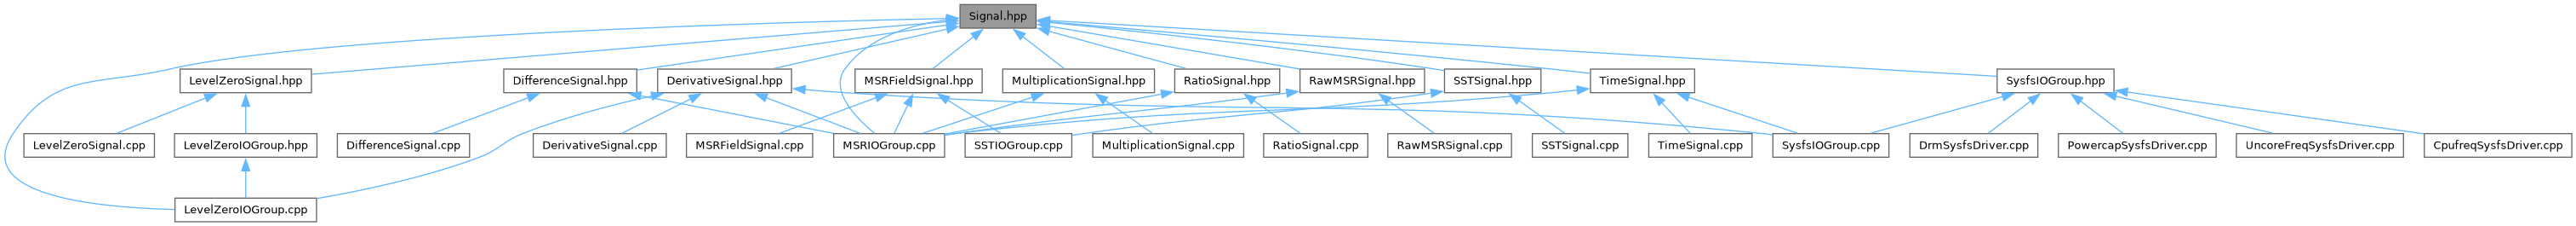 Signal.hpp
LevelZeroSignal.hpp
DifferenceSignal.hpp
DerivativeSignal.hpp
MSRFieldSignal.hpp
MultiplicationSignal.hpp
RatioSignal.hpp
RawMSRSignal.hpp
SSTSignal.hpp
TimeSignal.hpp
SysfsIOGroup.hpp
LevelZeroSignal.cpp
LevelZeroIOGroup.hpp
DifferenceSignal.cpp
DerivativeSignal.cpp
MSRFieldSignal.cpp
MSRIOGroup.cpp
SSTIOGroup.cpp
MultiplicationSignal.cpp
RatioSignal.cpp
RawMSRSignal.cpp
SSTSignal.cpp
TimeSignal.cpp
SysfsIOGroup.cpp
DrmSysfsDriver.cpp
PowercapSysfsDriver.cpp
UncoreFreqSysfsDriver.cpp
CpufreqSysfsDriver.cpp
LevelZeroIOGroup.cpp